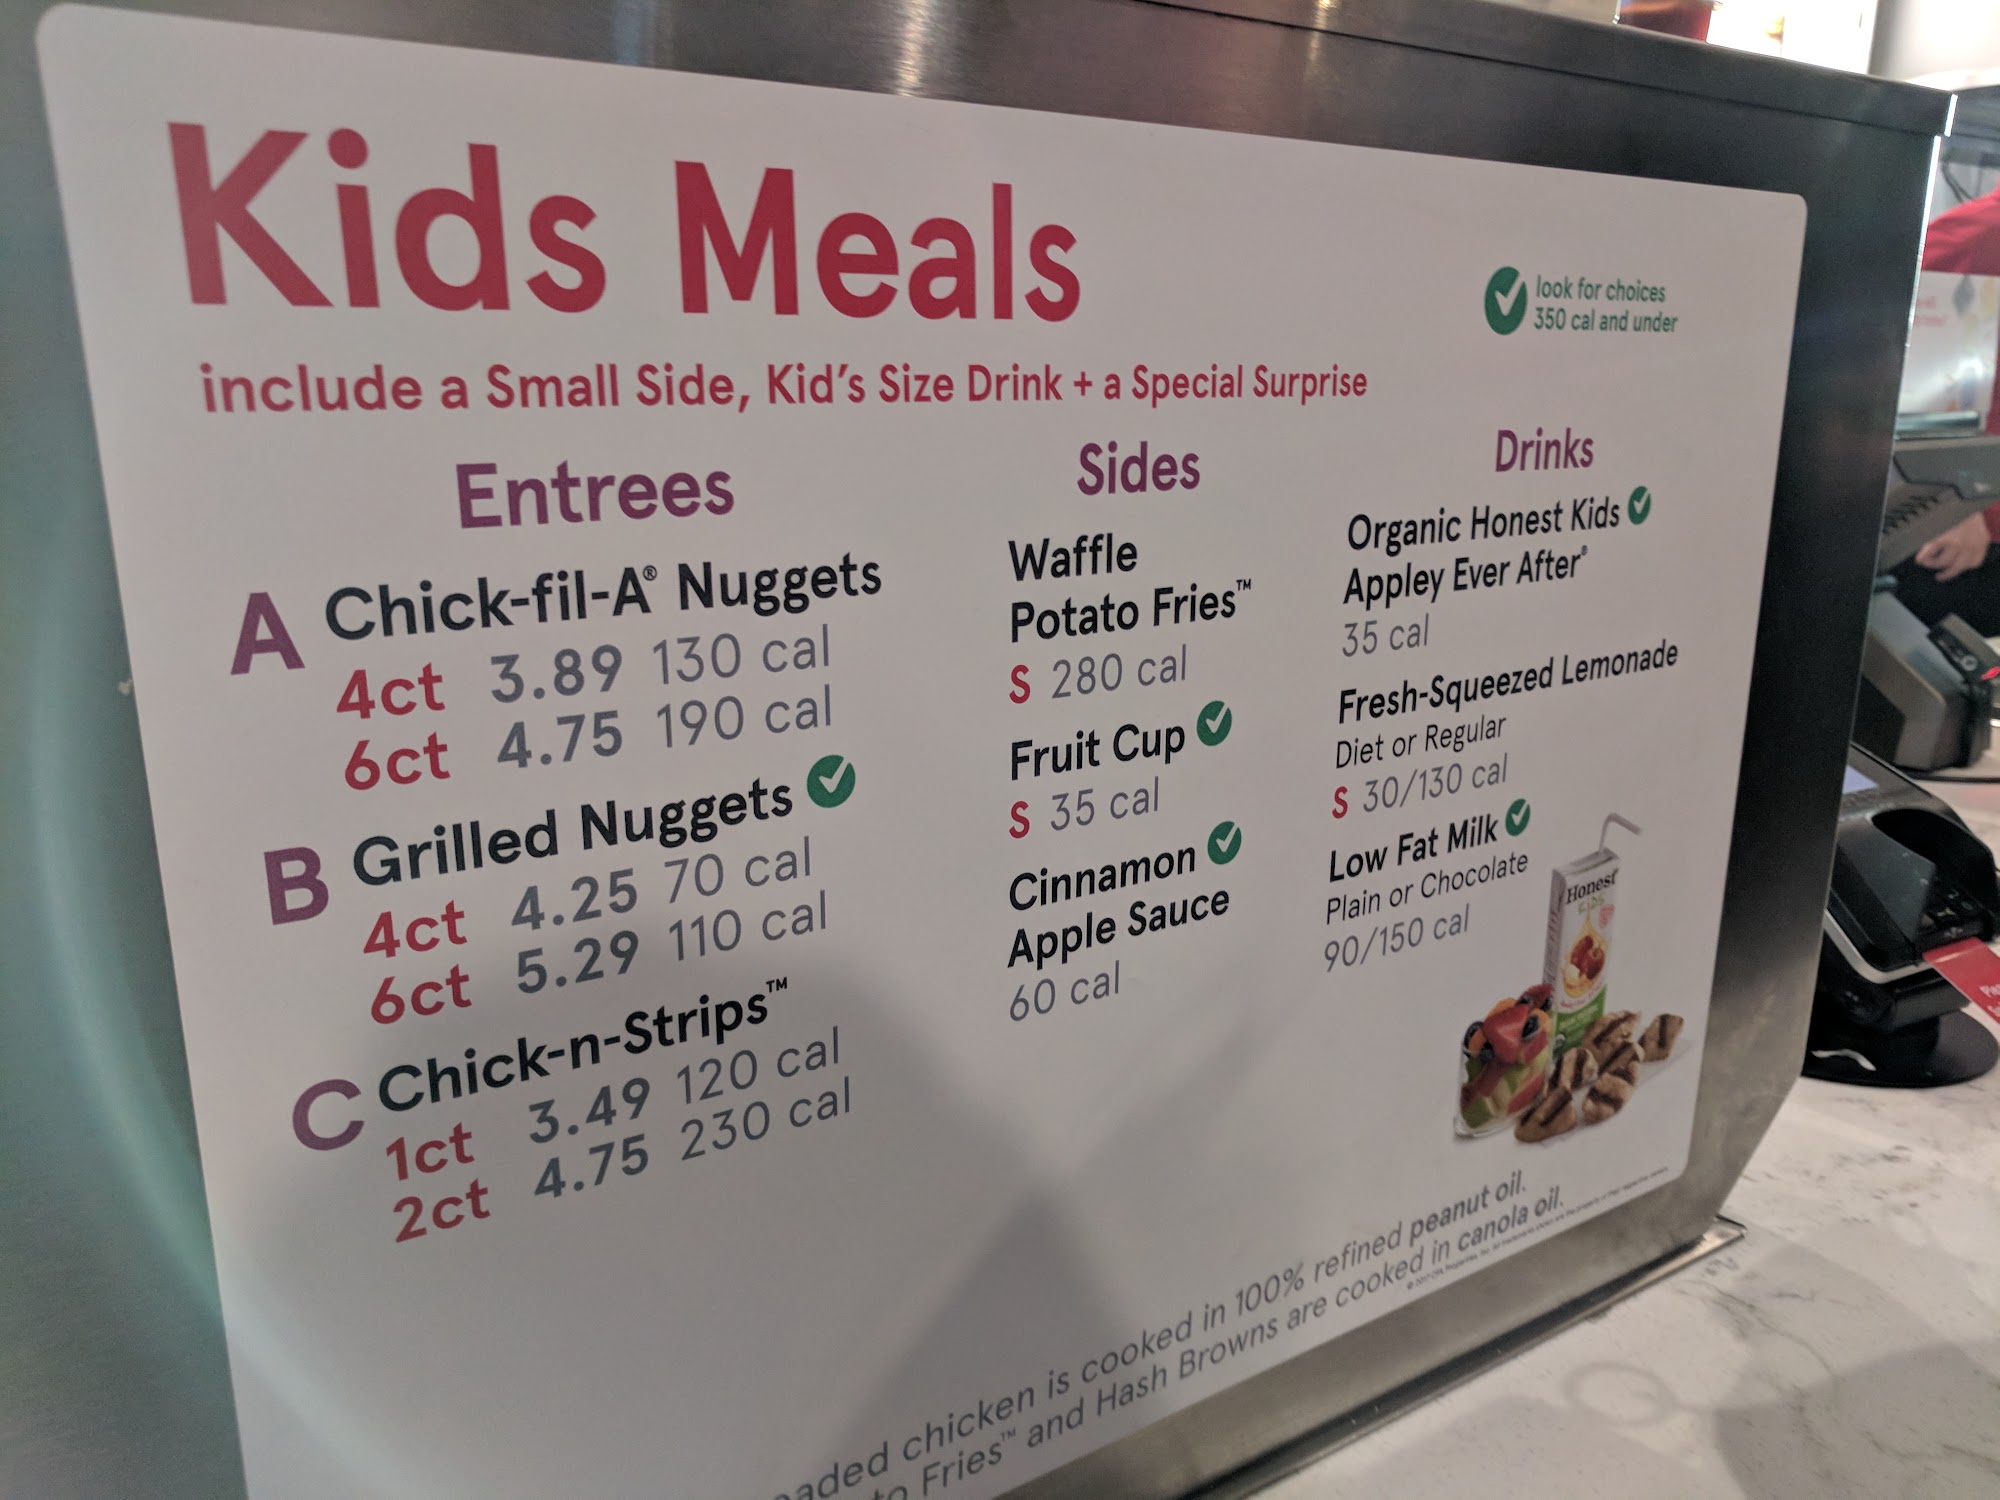 Kids Meals
look for choices
350 cal and under
include a Small Side, Kid's Size Drink + a Special Surprise
Entrees
A Chick-fil-A® Nuggets
4ct 3.89 130 cal
6ct 4.75 190 cal
B Grilled Nuggets
4ct 4.25 70 cal
6ct 5.29 110 cal
C Chick-n-Strips™
1ct 3.49 120 cal
2ct 4.75 230 cal
Sides
Waffle
Potato Fries™
S 280 cal
Fruit Cup
S 35 cal
Cinnamon
Apple Sauce
60 cal
Drinks
Organic Honest Kids
Appley Ever After®
35 cal
Fresh-Squeezed Lemonade
Diet or Regular
S 30/130 cal
Low Fat Milk
Plain or Chocolate
90/150 cal
Honest
KIDS
chicken is cooked in 100% refined peanut oil.
Fries™ and Hash Browns are cooked in canola oil.